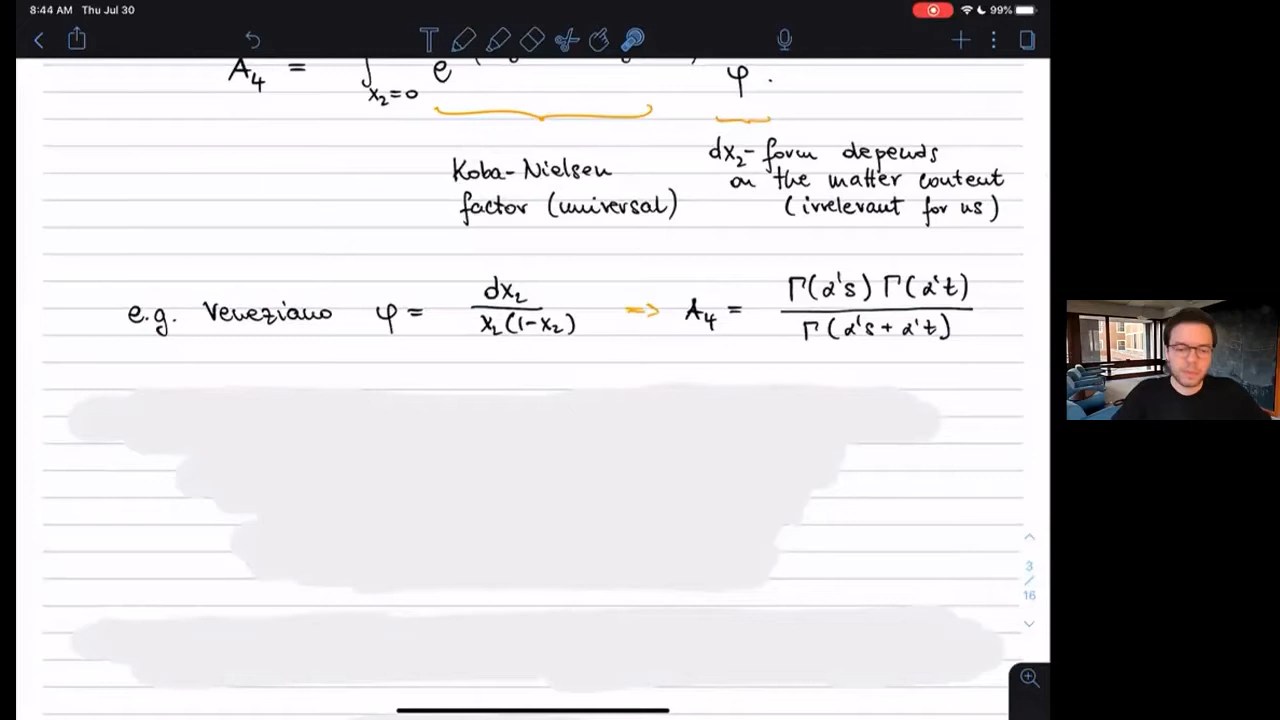 8:44 AM Thu Jul 30
99%
A₄ = ∫ₓ₂₌₀ e φ .
Koba-Nielsen
factor (universal)
dx₂-form depends
on the matter content
(irrelevant for us)
e.g. Veneziano φ = dx₂ / x₂(1-x₂) => A₄ = Γ(α's) Γ(α't) / Γ(α's + α't)
3
/
16